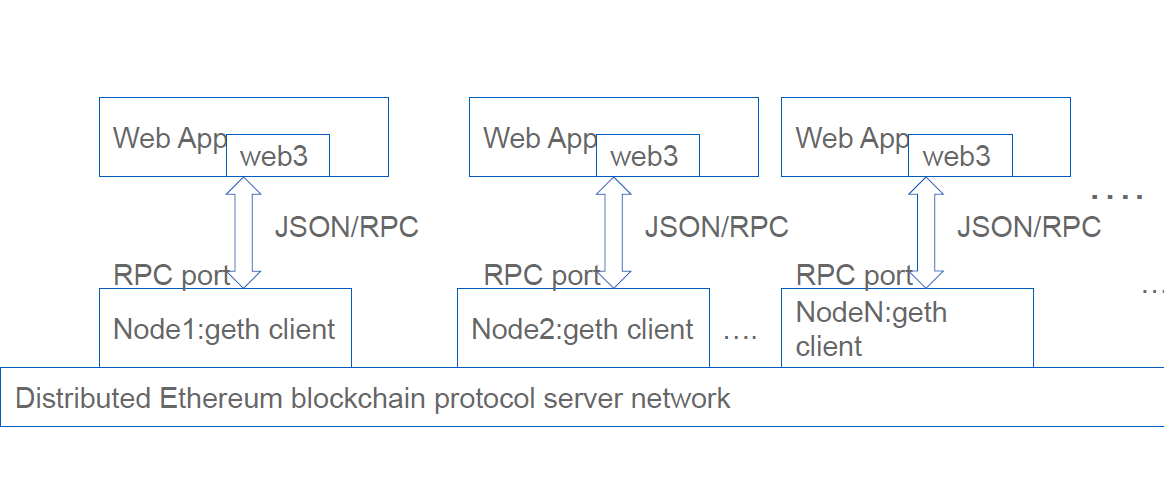 Web App
web3
Web App
web3
Web App
web3
....
JSON/RPC
JSON/RPC
JSON/RPC
RPC port
RPC port
RPC port
...
Node1:geth client
Node2:geth client
....
NodeN:geth
client
Distributed Ethereum blockchain protocol server network